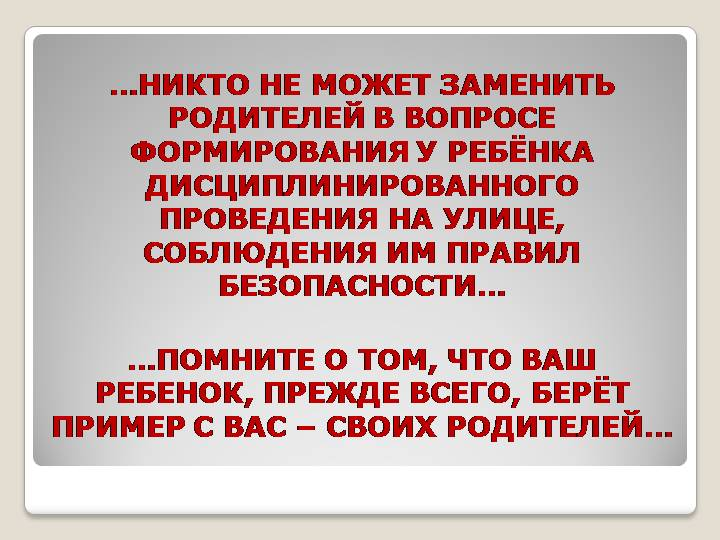 ...НИКТО НЕ МОЖЕТ ЗАМЕНИТЬ
РОДИТЕЛЕЙ В ВОПРОСЕ
ФОРМИРОВАНИЯ У РЕБЁНКА
ДИСЦИПЛИНИРОВАННОГО
ПРОВЕДЕНИЯ НА УЛИЦЕ,
СОБЛЮДЕНИЯ ИМ ПРАВИЛ
БЕЗОПАСНОСТИ...
...ПОМНИТЕ О ТОМ, ЧТО ВАШ
РЕБЕНОК, ПРЕЖДЕ ВСЕГО, БЕРЁТ
ПРИМЕР С ВАС – СВОИХ РОДИТЕЛЕЙ...